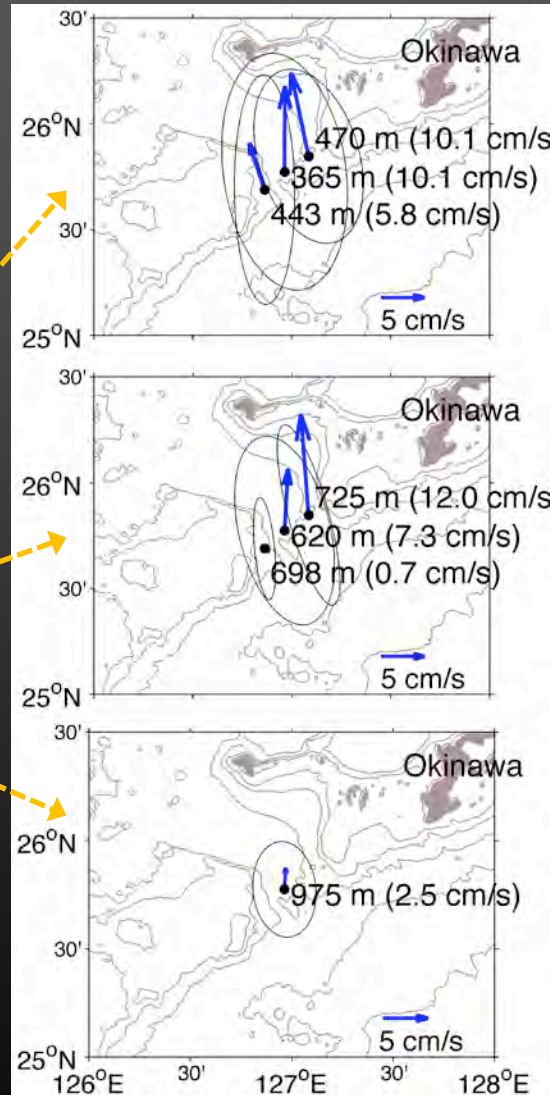 30'
Okinawa
26°N
470 m (10.1 cm/s)
365 m (10.1 cm/s)
443 m (5.8 cm/s)
30'
5 cm/s
25°N
30'
Okinawa
26°N
725 m (12.0 cm/s)
620 m (7.3 cm/s)
698 m (0.7 cm/s)
30'
5 cm/s
25°N
30'
Okinawa
26°N
975 m (2.5 cm/s)
30'
5 cm/s
25°N
126°E 30' 127°E 30' 128°E